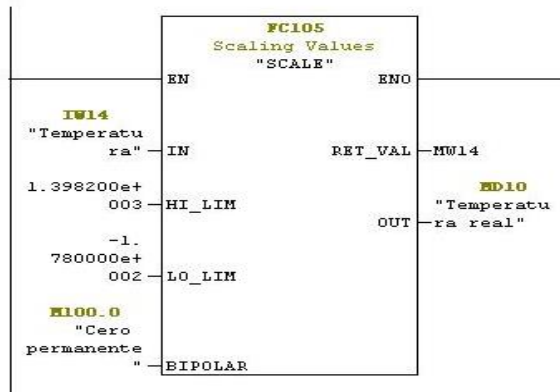 FC105
Scaling Values
"SCALE"
EN
ENO
IW14
"Temperatu
ra"
IN
RET_VAL
MW14
1.398200e+
003
HI_LIM
MD10
"Temperatu
ra real"
OUT
-1.
780000e+
002
LO_LIM
M100.0
"Cero
permanente
"
BIPOLAR